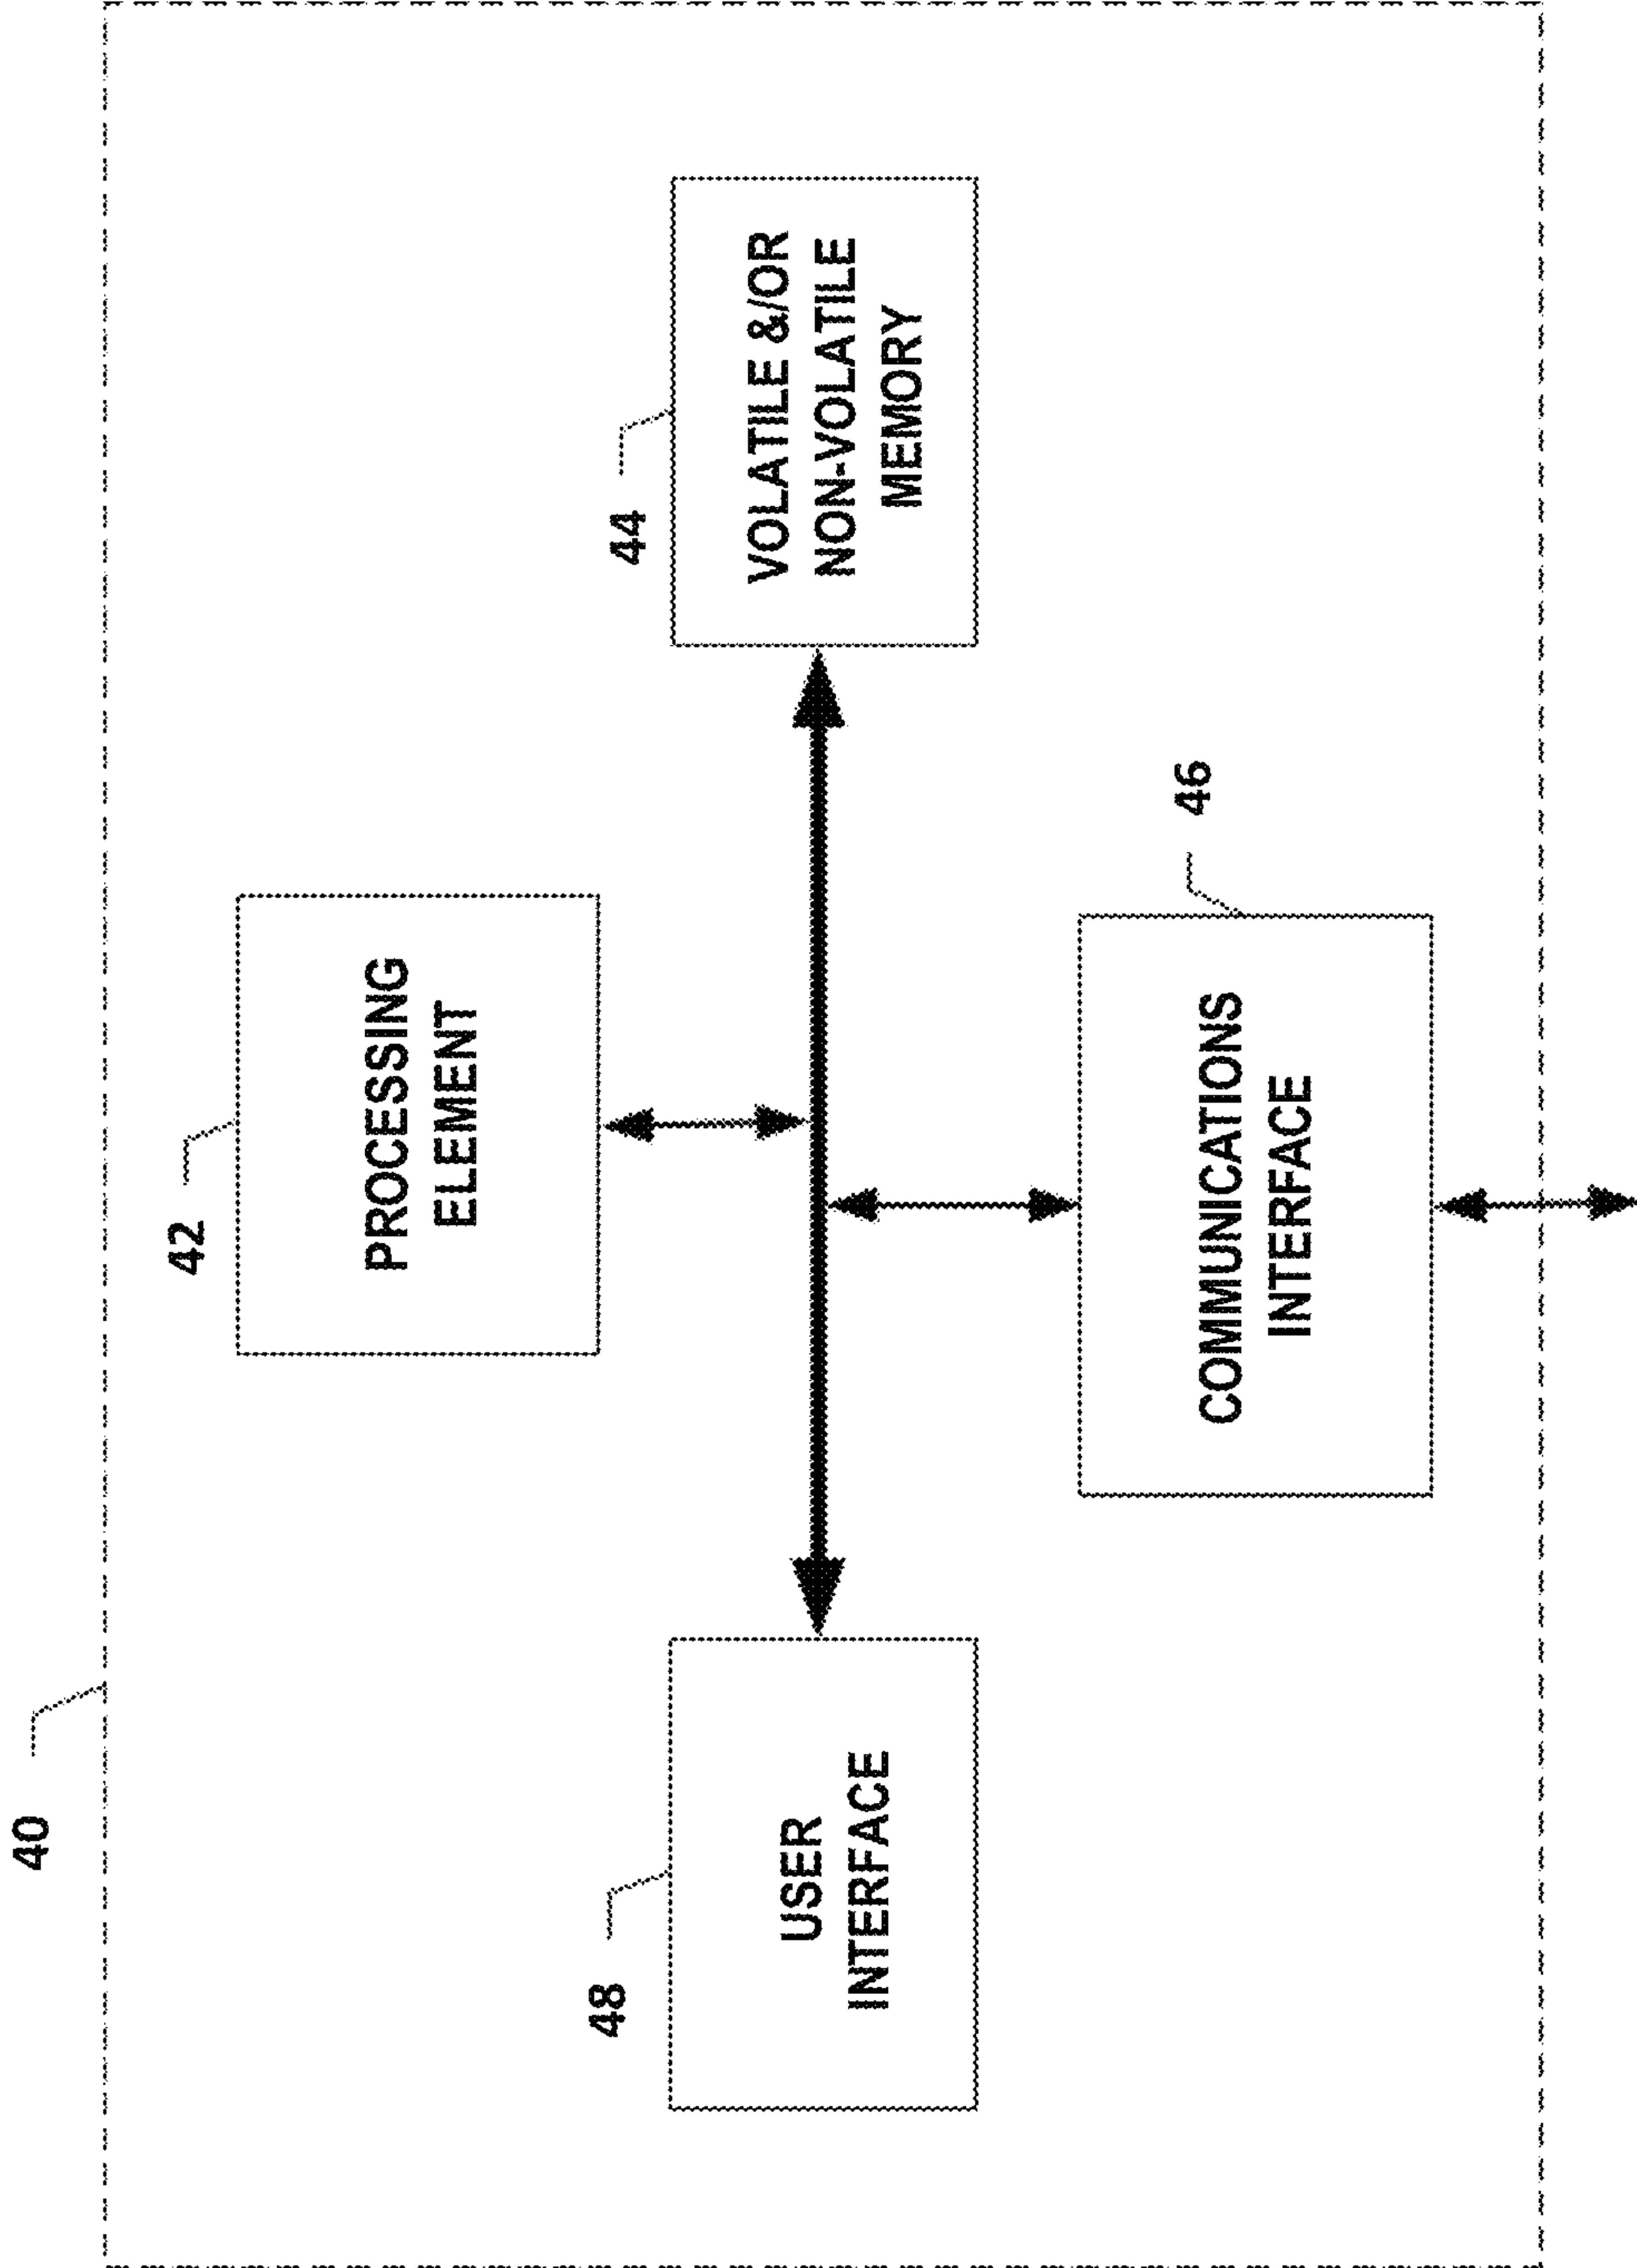 40
42
PROCESSING
ELEMENT
48
USER
INTERFACE
44
VOLATILE &/OR
NON-VOLATILE
MEMORY
46
COMMUNICATIONS
INTERFACE